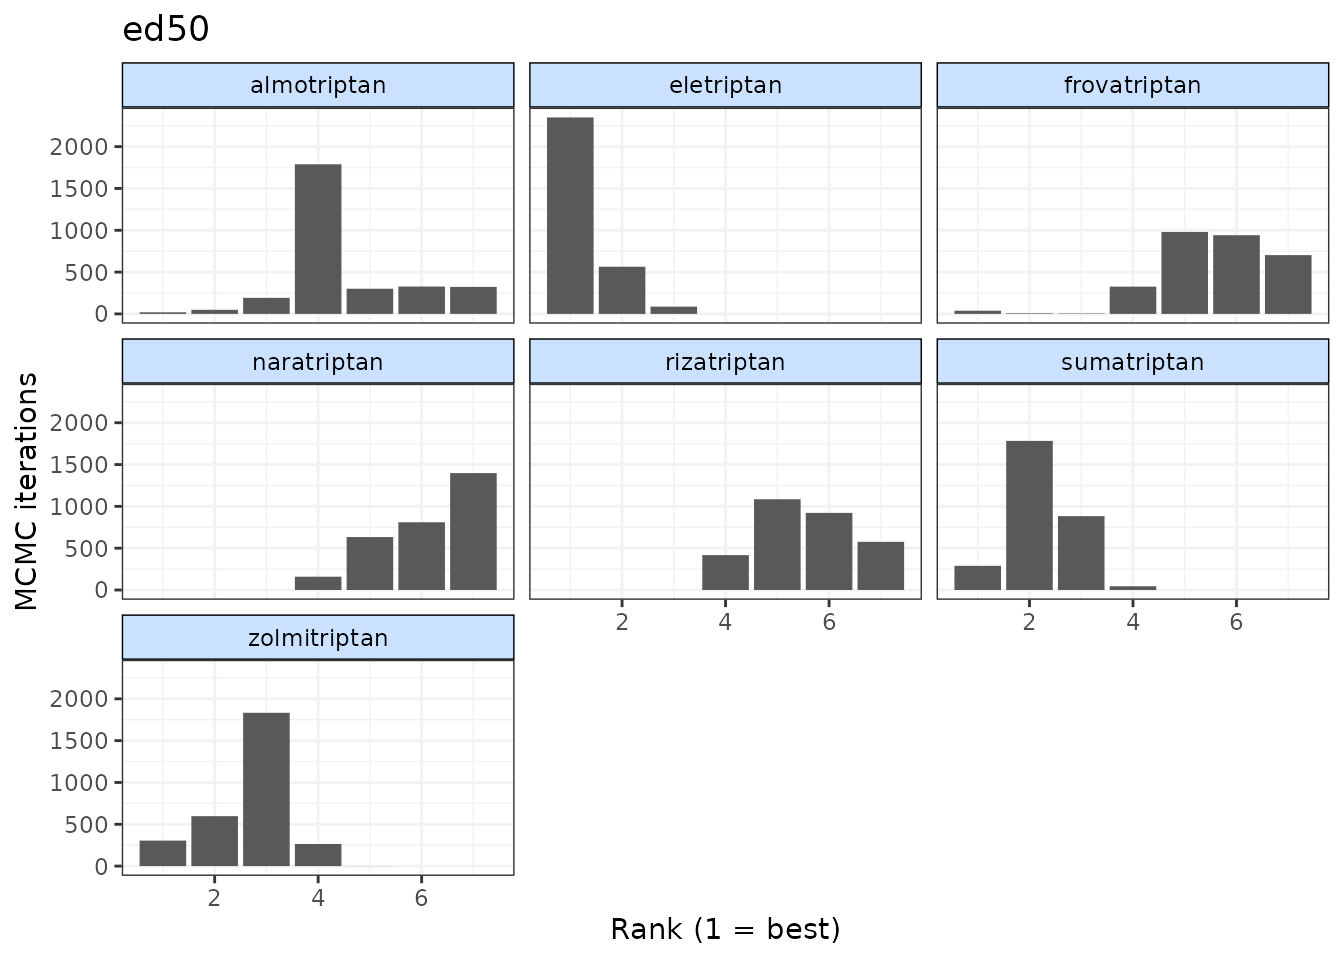 ed50
almotriptan eletriptan frovatriptan
2000
1500
1000
500
0
naratriptan rizatriptan sumatriptan
2000
1500
1000
500
0
2 4 6 2 4 6
zolmitriptan
2000
1500
1000
500
0
2 4 6
MCMC iterations
Rank (1 = best)